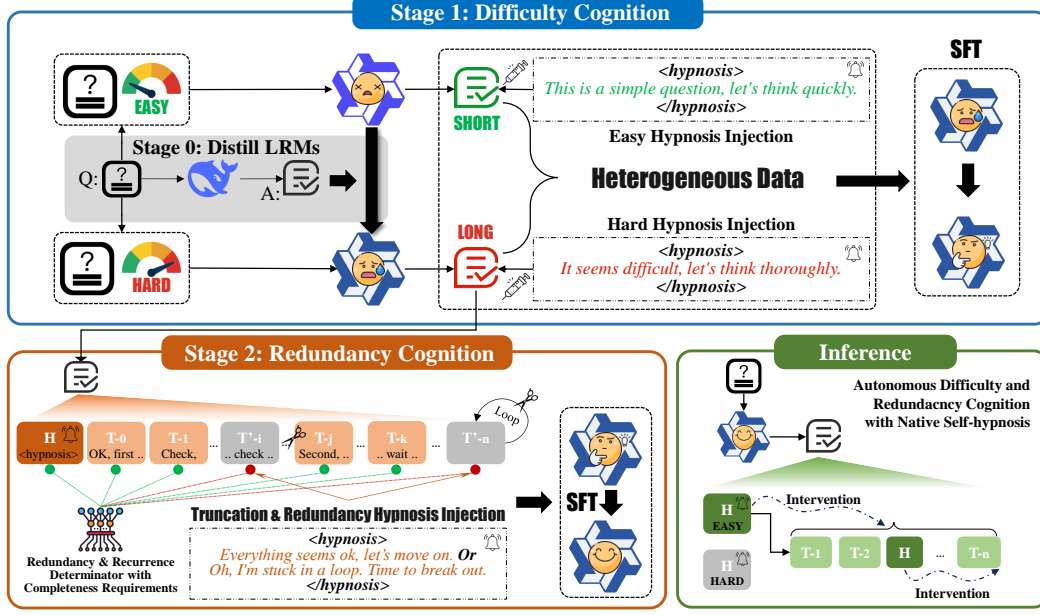 Stage 1: Difficulty Cognition
?
EASY
Stage 0: Distill LRMs
Q:
?
A:
?
HARD
SHORT
<hypnosis>
This is a simple question, let's think quickly.
</hypnosis>
Easy Hypnosis Injection
Heterogeneous Data
Hard Hypnosis Injection
LONG
<hypnosis>
It seems difficult, let's think thoroughly.
</hypnosis>
SFT
Stage 2: Redundancy Cognition
Loop
H
<hypnosis>
T-0
OK, first ..
T-1
Check,
...
T'-i
.. check ..
...
T-j
Second, ..
...
T-k
.. wait ..
...
T'-n
Redundancy & Recurrence
Determinator with
Completeness Requirements
Truncation & Redundancy Hypnosis Injection
<hypnosis>
Everything seems ok, let's move on. Or
Oh, I'm stuck in a loop. Time to break out.
</hypnosis>
SFT
Inference
?
Autonomous Difficulty and
Redundacncy Cognition
with Native Self-hypnosis
H
EASY
Intervention
H
HARD
T-1
T-2
H
...
T-n
Intervention